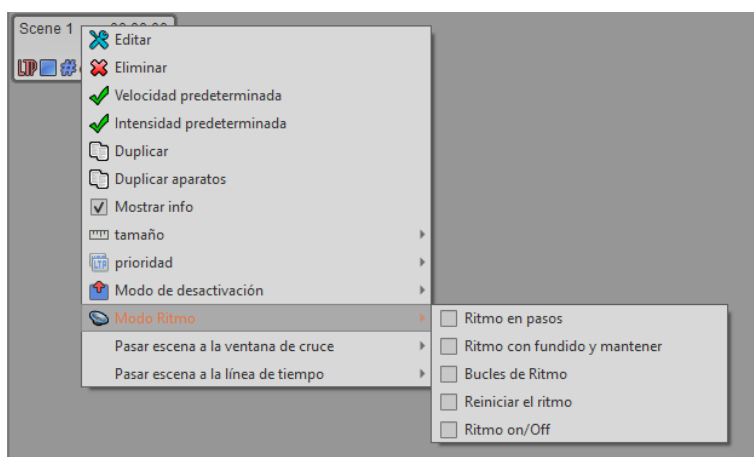 Scene 1
Editar
LTP
Eliminar
Velocidad predeterminada
Intensidad predeterminada
Duplicar
Duplicar aparatos
Mostrar info
tamaño
LTP prioridad
Modo de desactivación
Modo Ritmo
Ritmo en pasos
Pasar escena a la ventana de cruce
Ritmo con fundido y mantener
Pasar escena a la línea de tiempo
Bucles de Ritmo
Reiniciar el ritmo
Ritmo on/Off